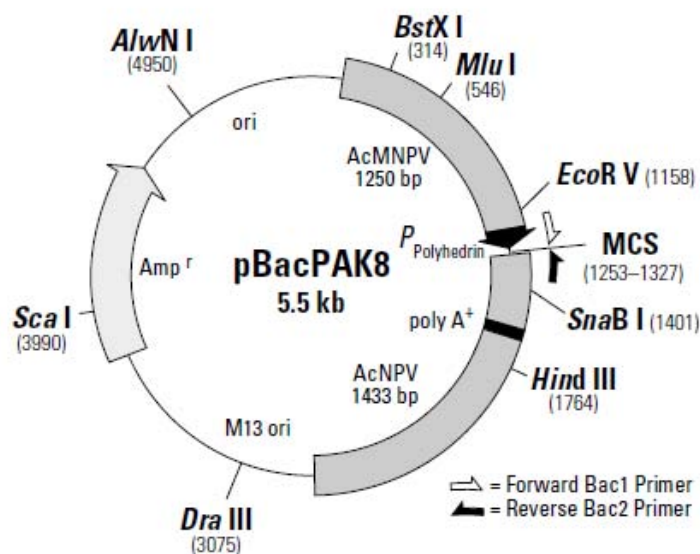 BstX I
(314)
AlwN I
(4950)
Mlu I
(546)
ori
AcMNPV
1250 bp
EcoR V (1158)
PPolyhedrin
MCS
(1253–1327)
pBacPAK8
5.5 kb
Amp r
poly A+
SnaB I (1401)
Sca I
(3990)
AcNPV
1433 bp
Hind III
(1764)
M13 ori
Dra III
(3075)
= Forward Bac1 Primer
= Reverse Bac2 Primer